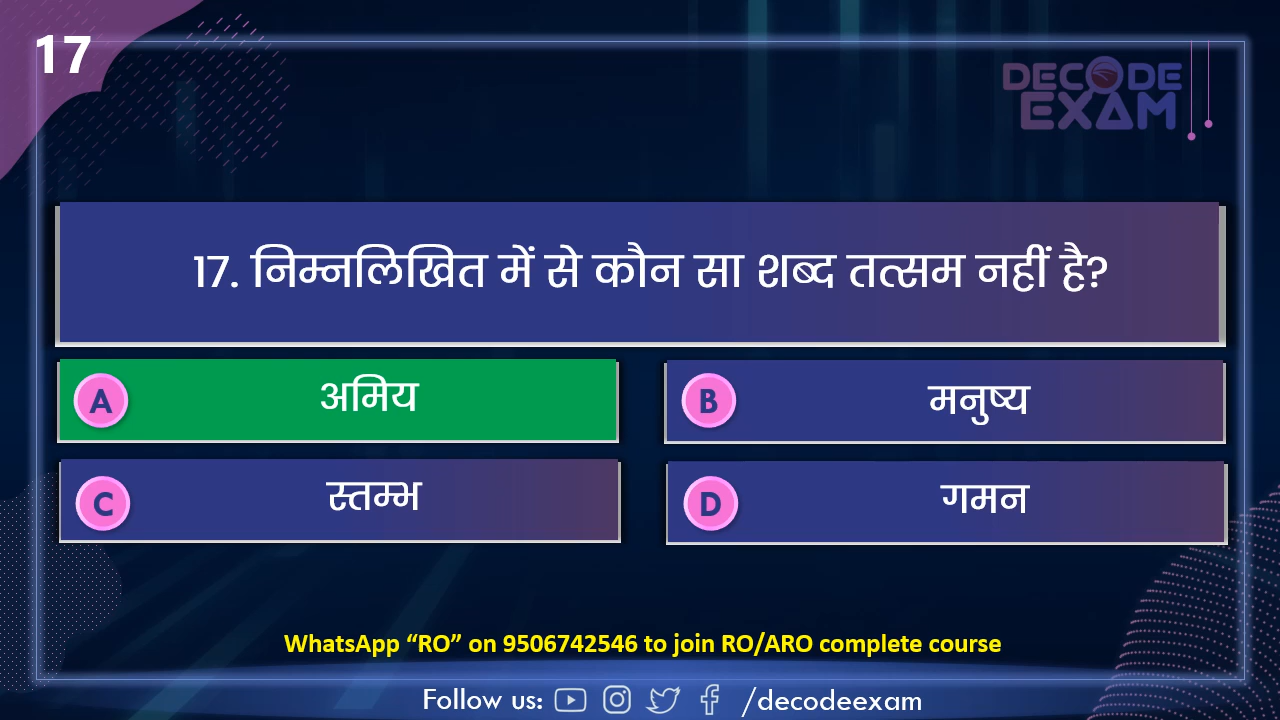 17
DECODE
EXAM
17. निम्नलिखित में से कौन सा शब्द तत्सम नहीं है?
A अमिय
B मनुष्य
C स्तम्भ
D गमन
WhatsApp “RO” on 9506742546 to join RO/ARO complete course
Follow us: /decodeexam